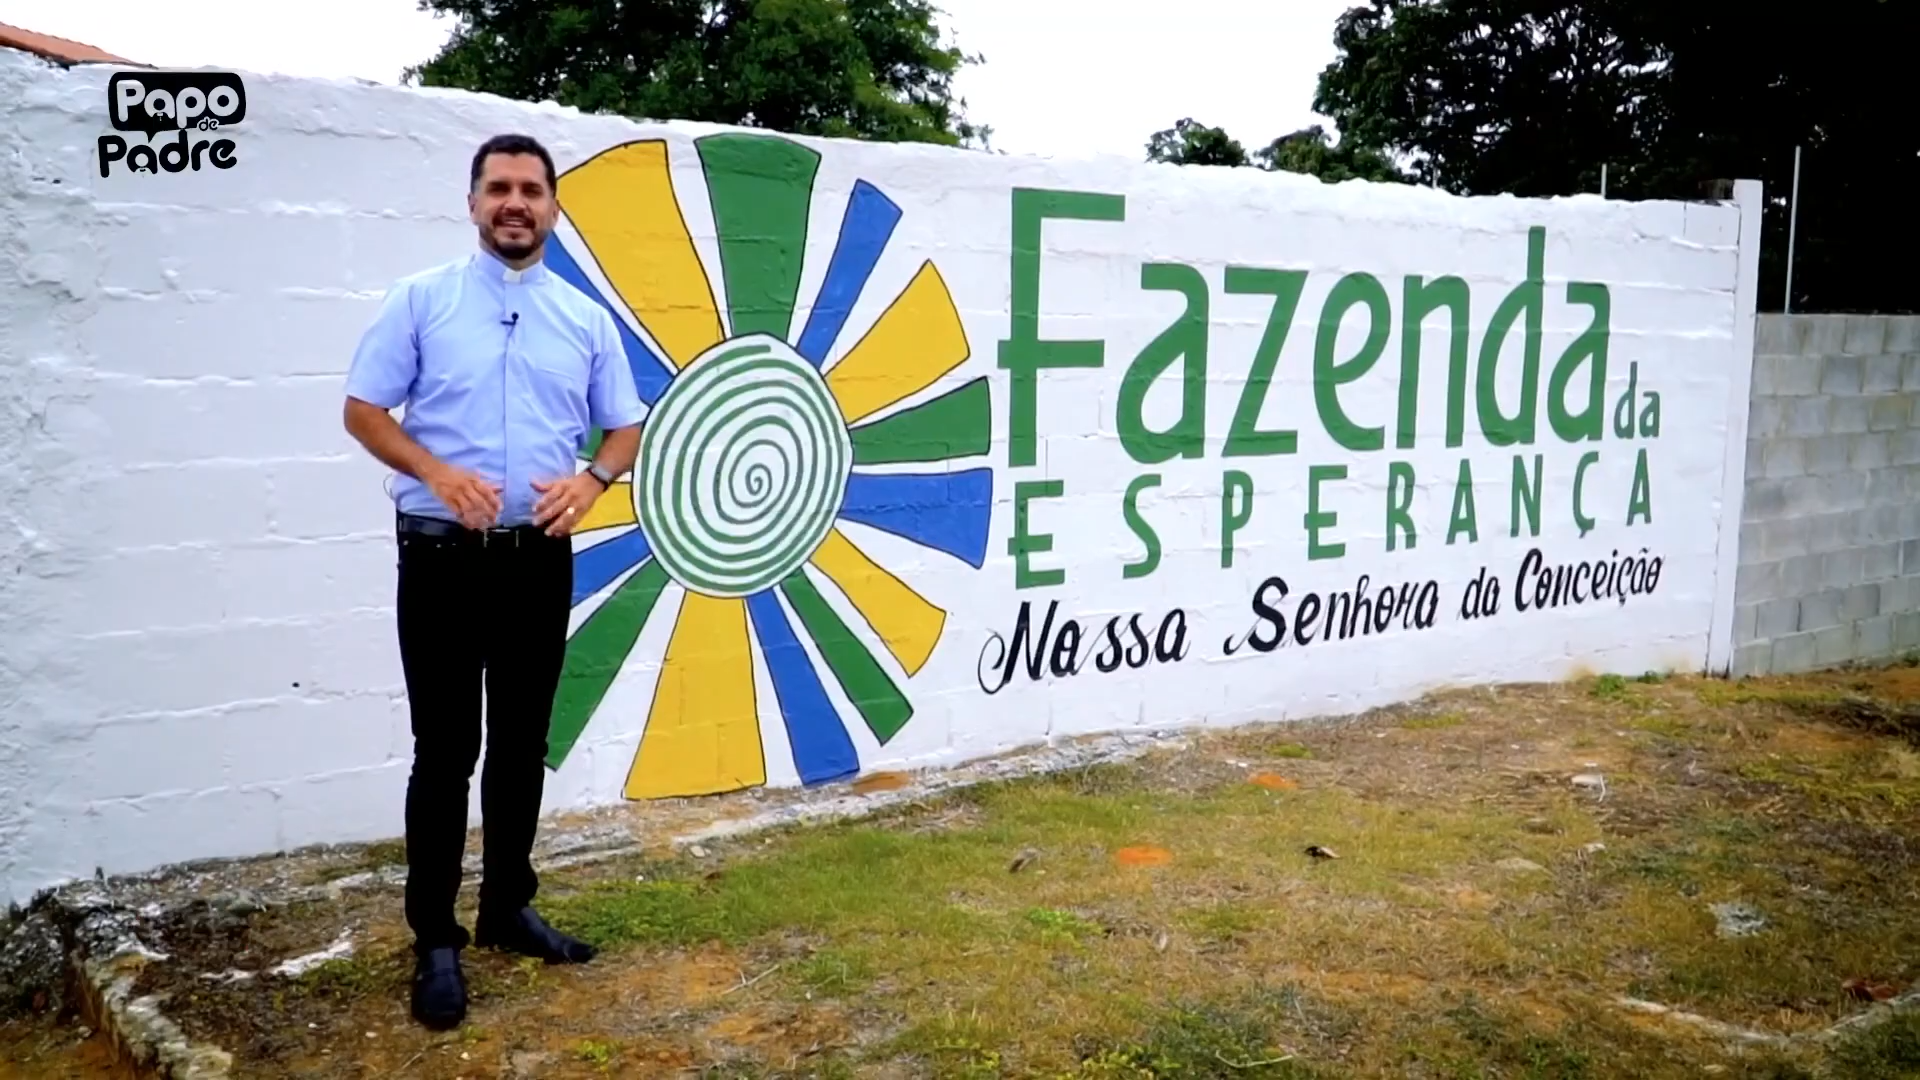 Papo
de
Padre
Fazenda da
ESPERANÇA
Nossa Senhora da Conceição